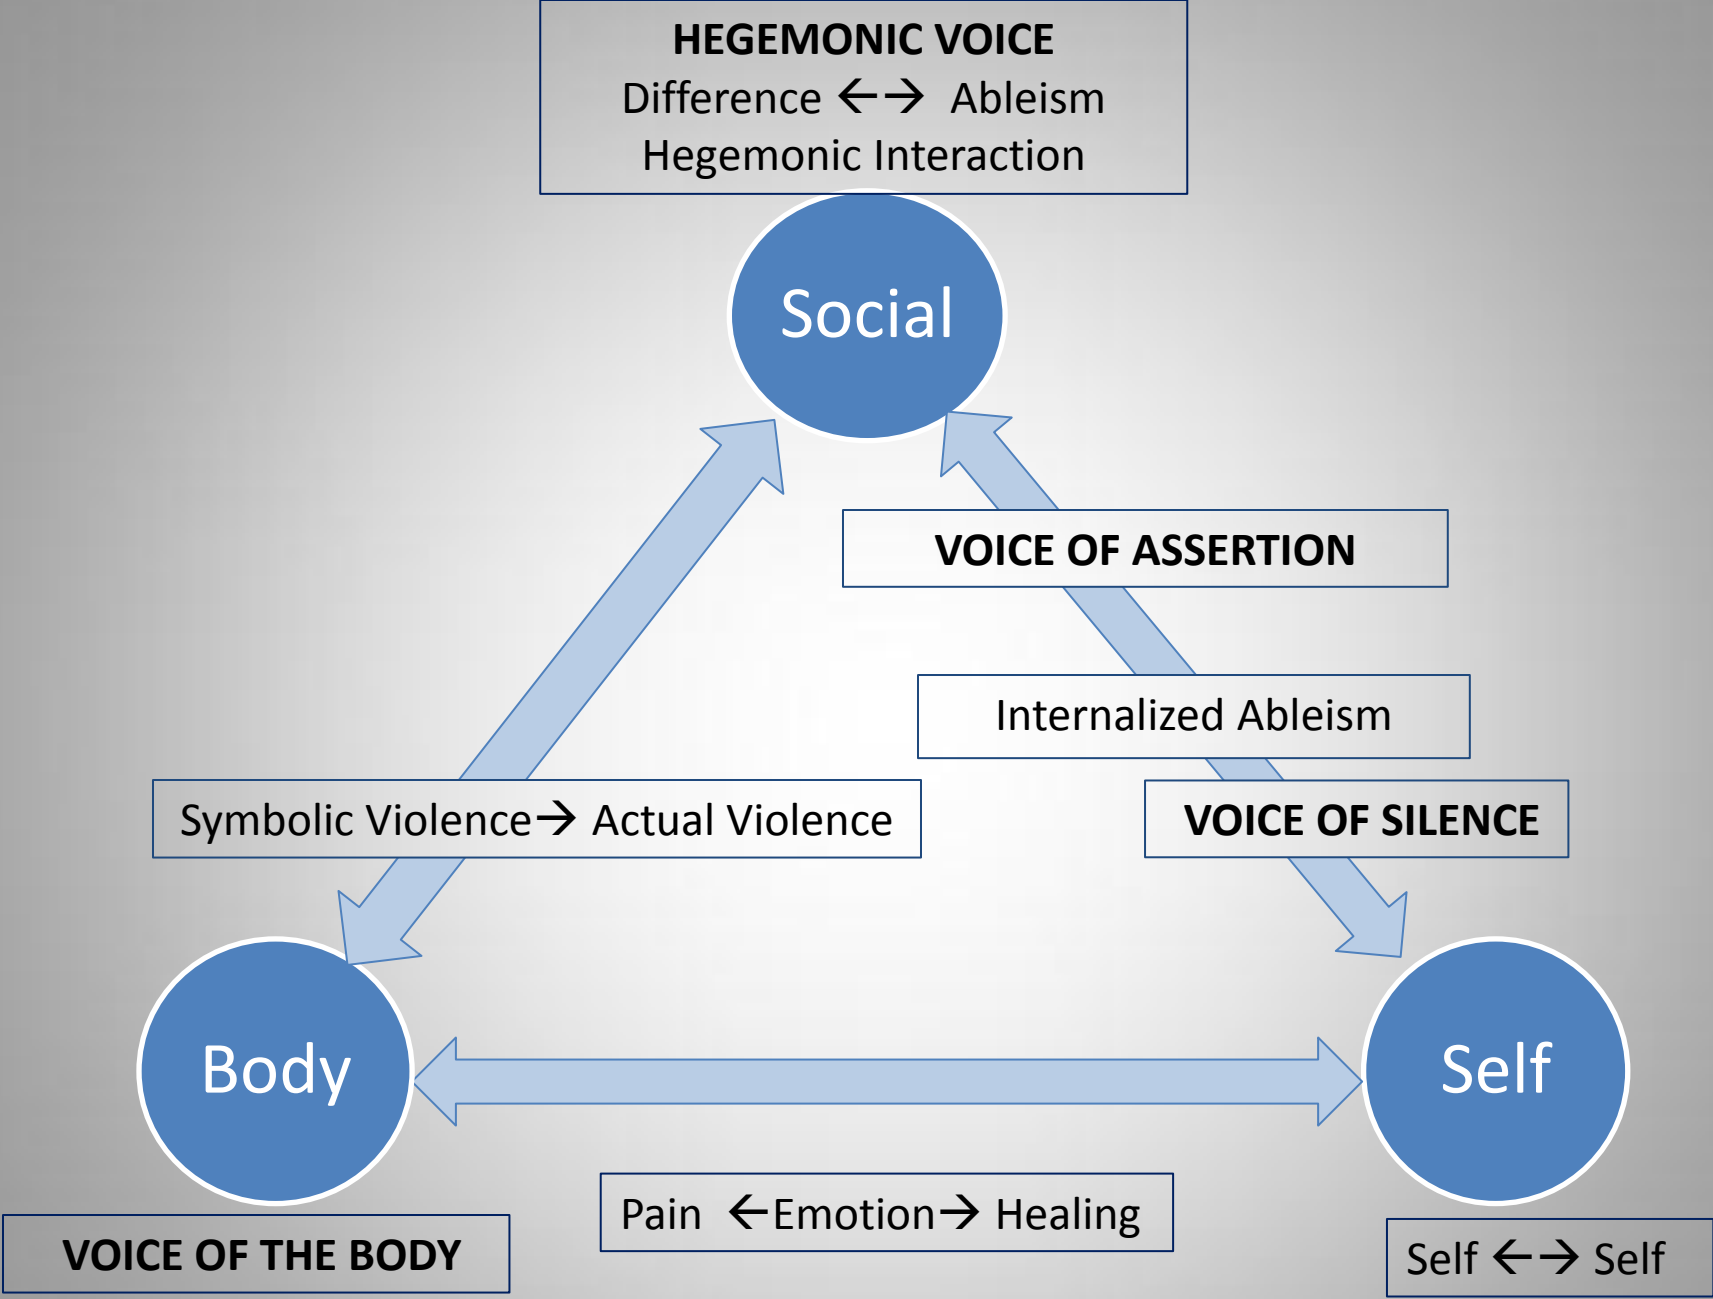 HEGEMONIC VOICE
Difference ←→ Ableism
Hegemonic Interaction
Social
VOICE OF ASSERTION
Internalized Ableism
Symbolic Violence→ Actual Violence
VOICE OF SILENCE
Body
Self
Pain ←Emotion→ Healing
VOICE OF THE BODY
Self ←→ Self